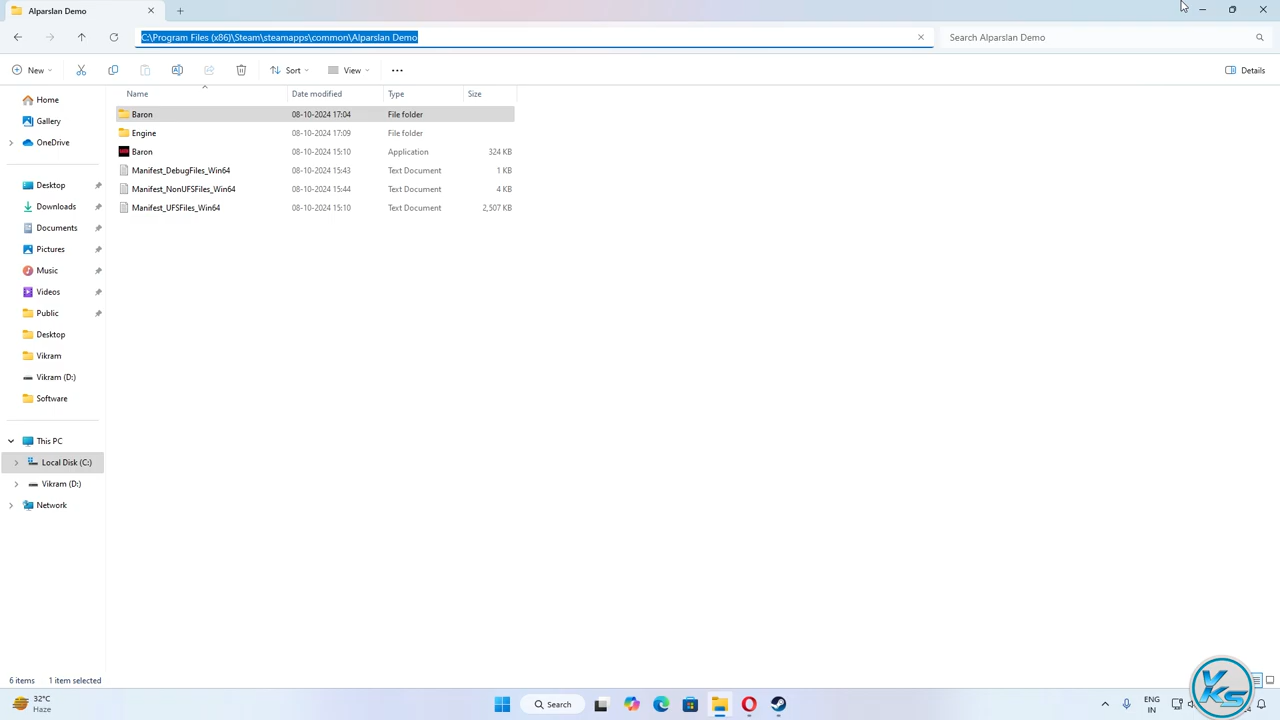 Alparslan Demo
C:\Program Files (x86)\Steam\steamapps\common\Alparslan Demo
Search Alparslan Demo
New
Sort
View
Details
Name Date modified Type Size
Home
Gallery
OneDrive
Desktop
Downloads
Documents
Pictures
Music
Videos
Public
Desktop
Vikram
Vikram (D:)
Software
This PC
Local Disk (C:)
Vikram (D:)
Network
Baron 08-10-2024 17:04 File folder
Engine 08-10-2024 17:09 File folder
Baron 08-10-2024 15:10 Application 324 KB
Manifest_DebugFiles_Win64 08-10-2024 15:43 Text Document 1 KB
Manifest_NonUFSFiles_Win64 08-10-2024 15:44 Text Document 4 KB
Manifest_UFSFiles_Win64 08-10-2024 15:10 Text Document 2,507 KB
6 items 1 item selected
32°C
Haze
Search
ENG
IN
KS